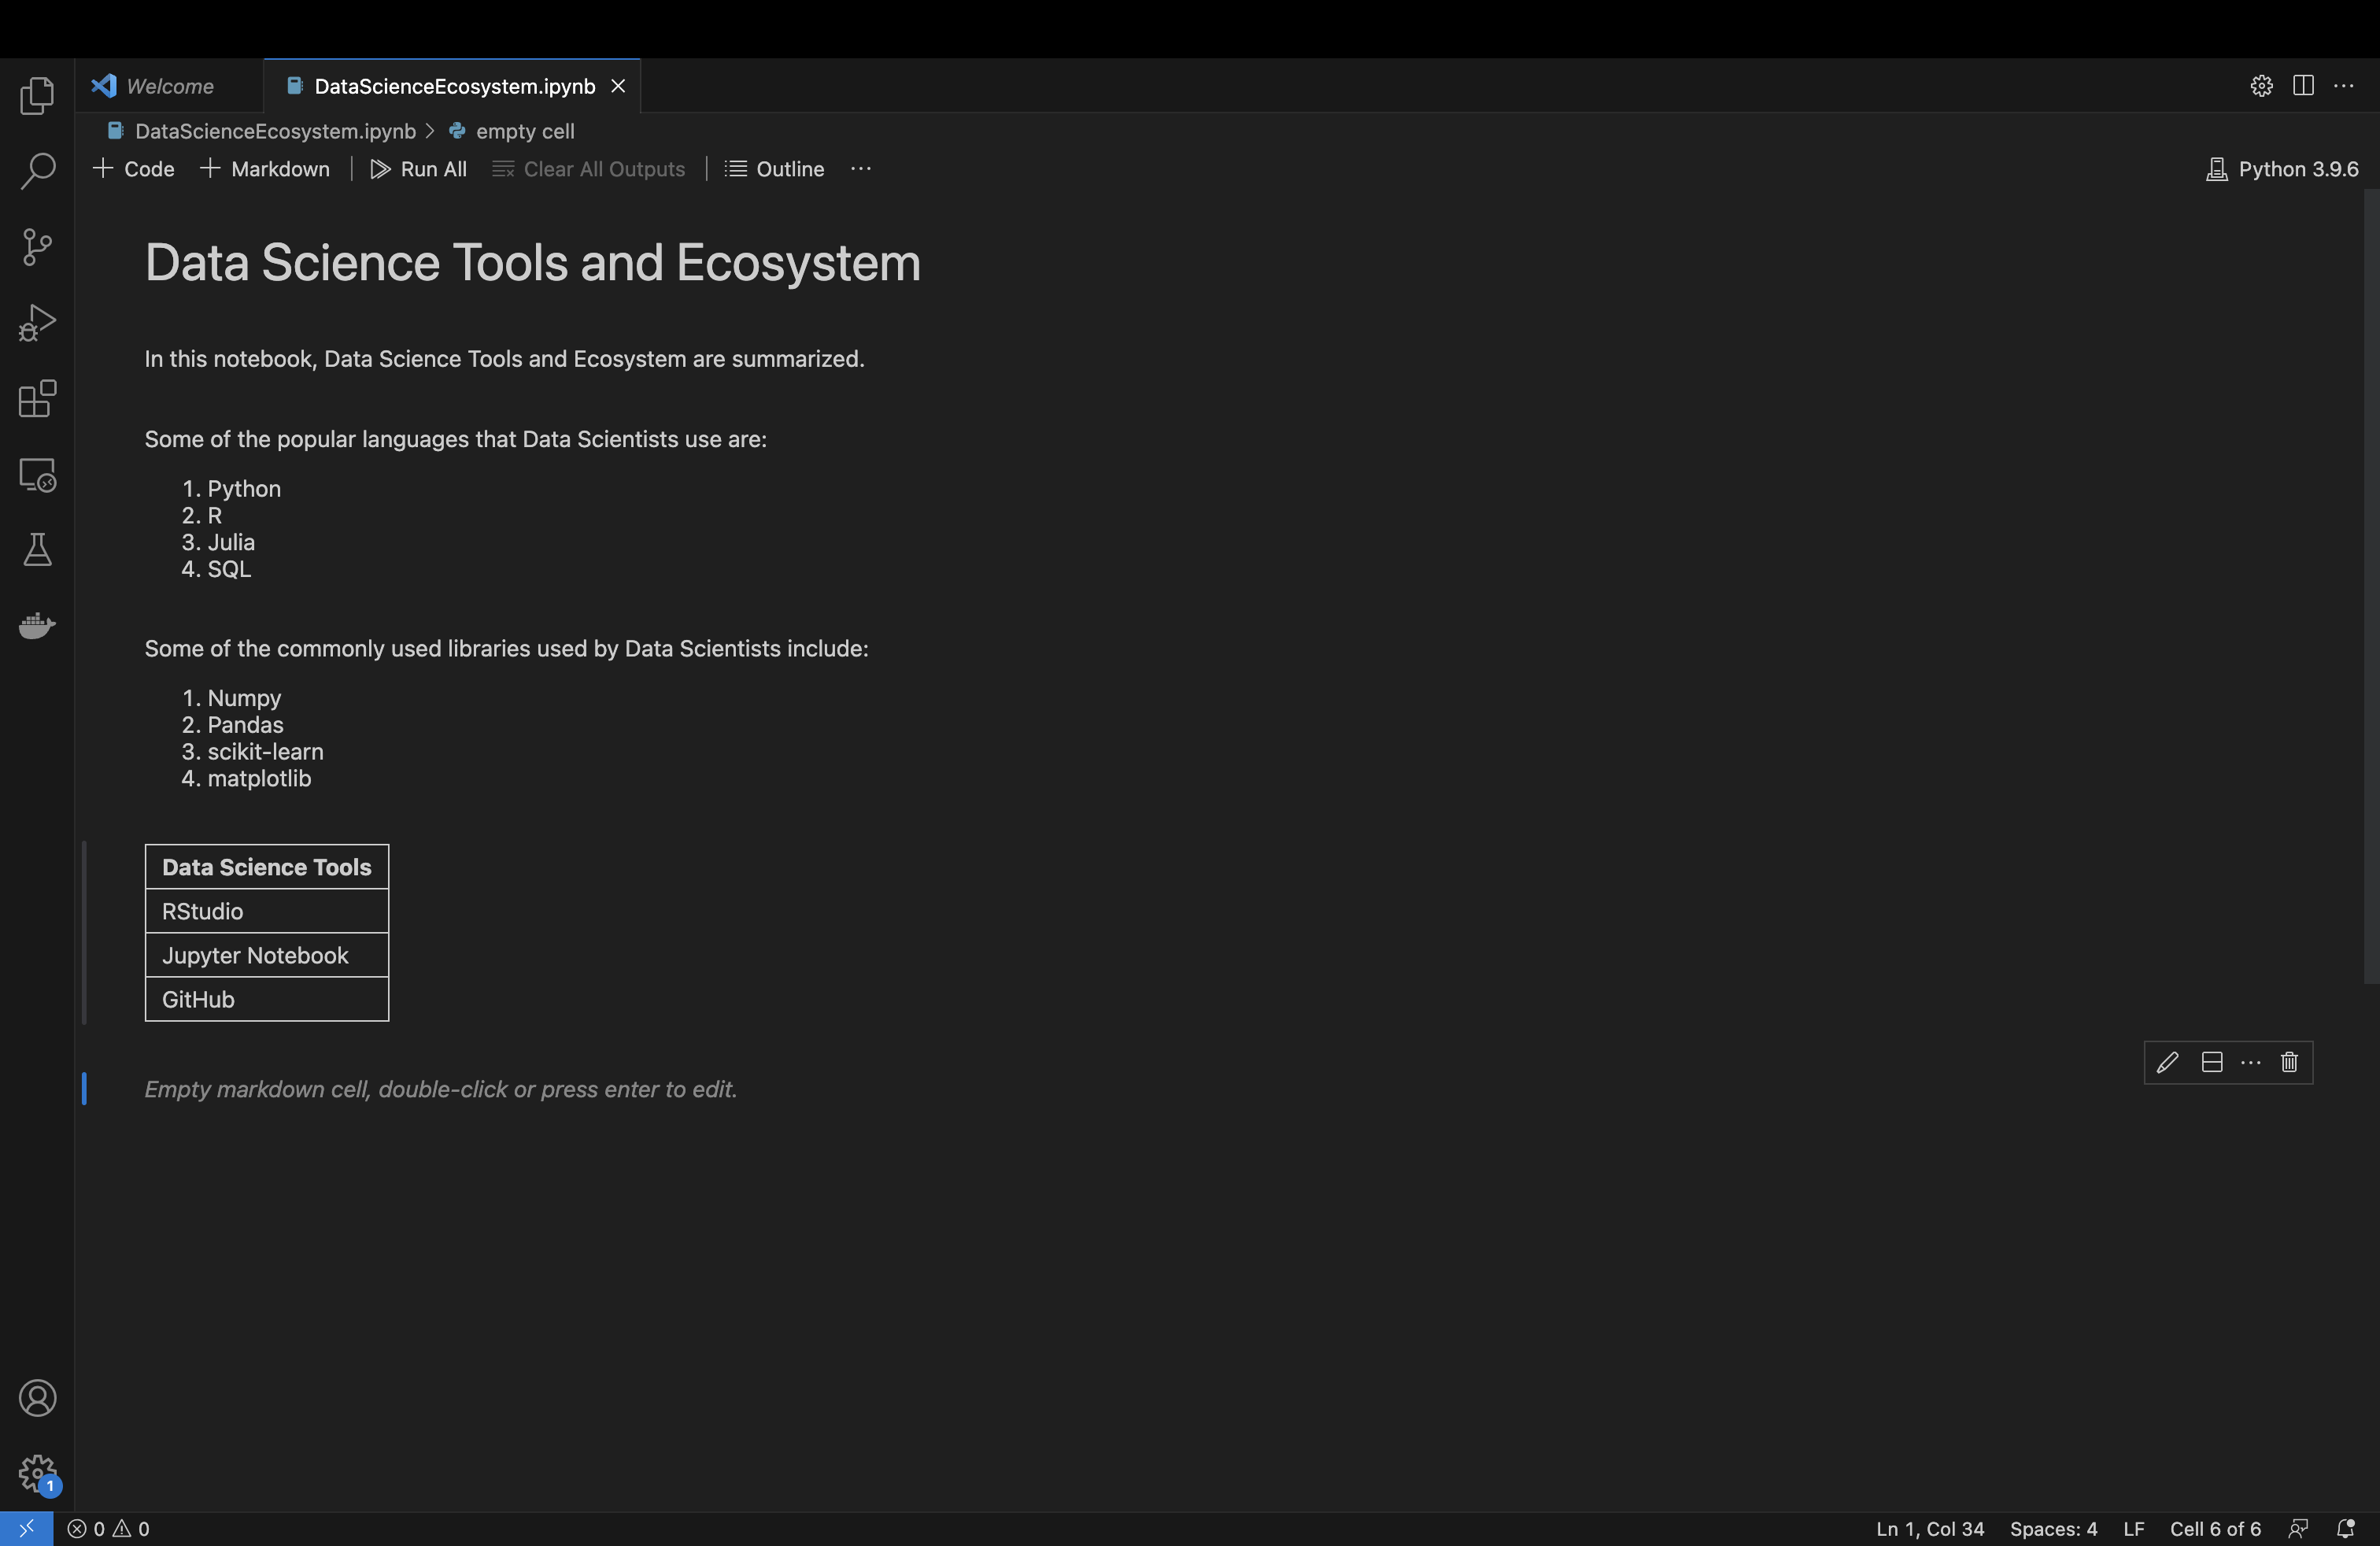 Welcome
DataScienceEcosystem.ipynb
DataScienceEcosystem.ipynb > empty cell
Code
Markdown
Run All
Clear All Outputs
Outline
Python 3.9.6
Data Science Tools and Ecosystem
In this notebook, Data Science Tools and Ecosystem are summarized.
Some of the popular languages that Data Scientists use are:
1. Python
2. R
3. Julia
4. SQL
Some of the commonly used libraries used by Data Scientists include:
1. Numpy
2. Pandas
3. scikit-learn
4. matplotlib
Data Science Tools
RStudio
Jupyter Notebook
GitHub
Empty markdown cell, double-click or press enter to edit.
1
0 0
Ln 1, Col 34
Spaces: 4
LF
Cell 6 of 6